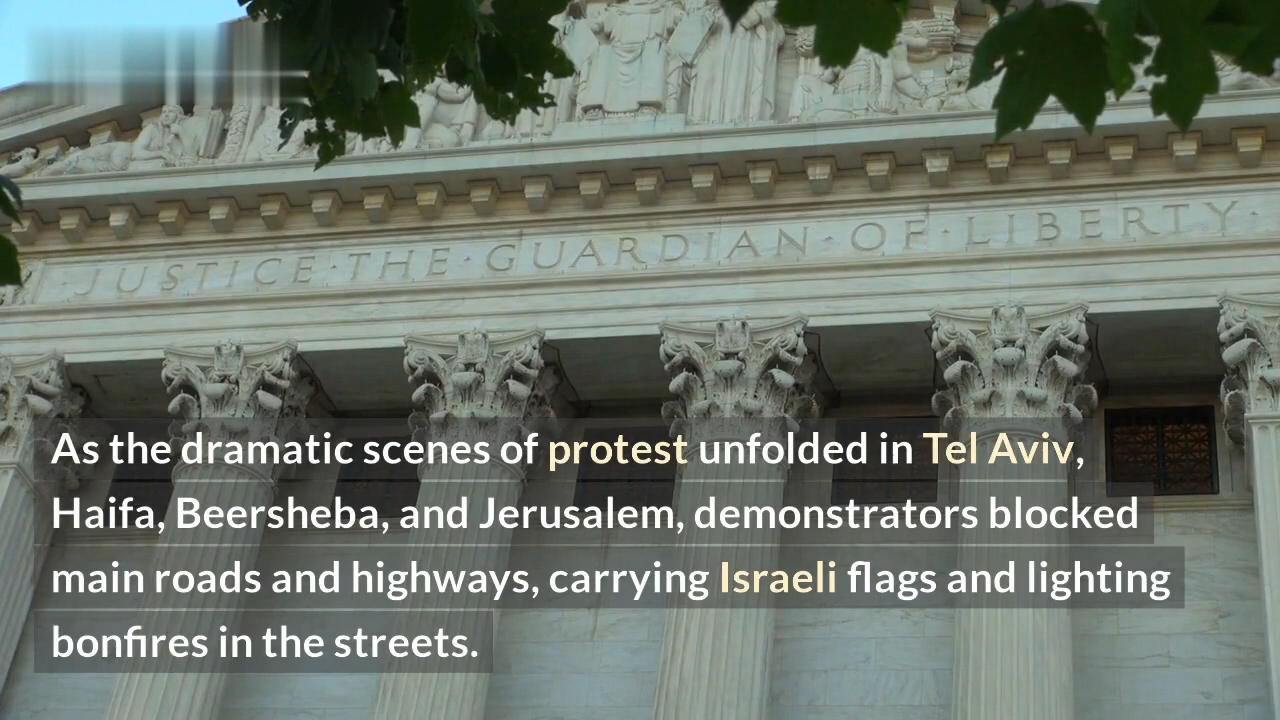 JUSTICE · THE · GUARDIAN · OF · LIBERTY ·
As the dramatic scenes of protest unfolded in Tel Aviv,
Haifa, Beersheba, and Jerusalem, demonstrators blocked
main roads and highways, carrying Israeli flags and lighting
bonfires in the streets.